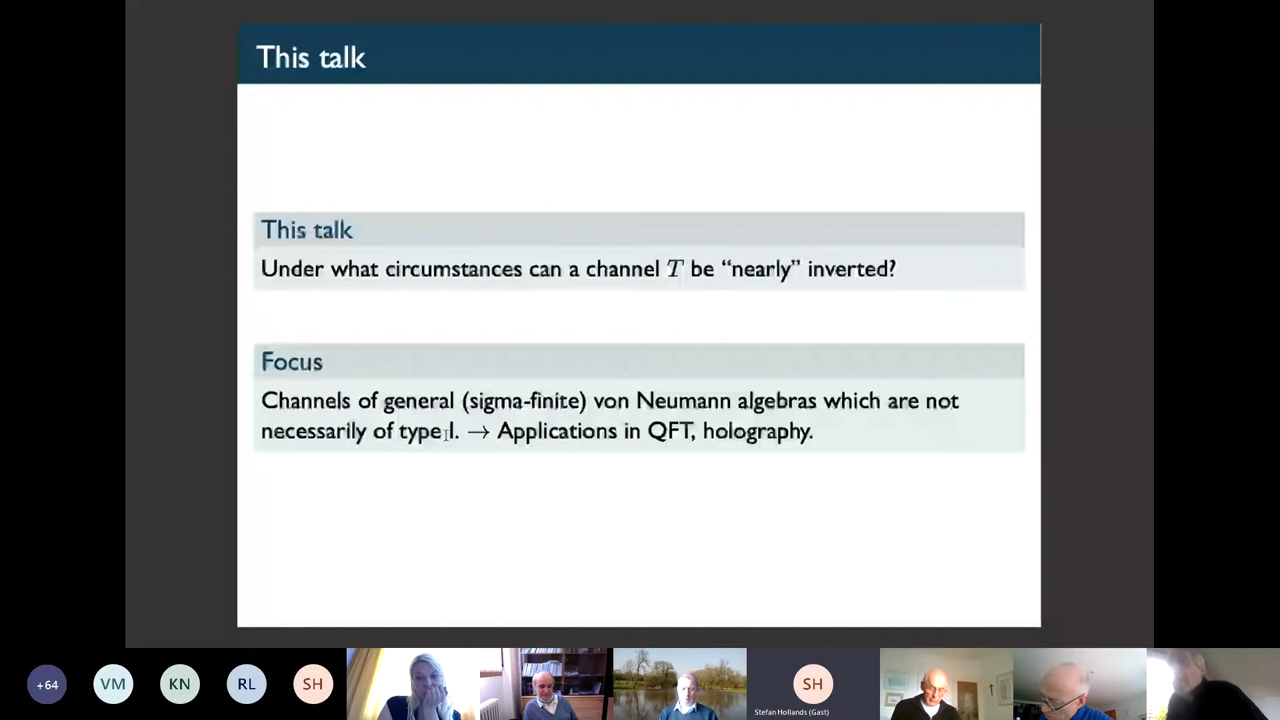 This talk
This talk
Under what circumstances can a channel T be “nearly” inverted?
Focus
Channels of general (sigma-finite) von Neumann algebras which are not
necessarily of type I. → Applications in QFT, holography.
+64
VM
KN
RL
SH
SH
Stefan Hollands (Gast)